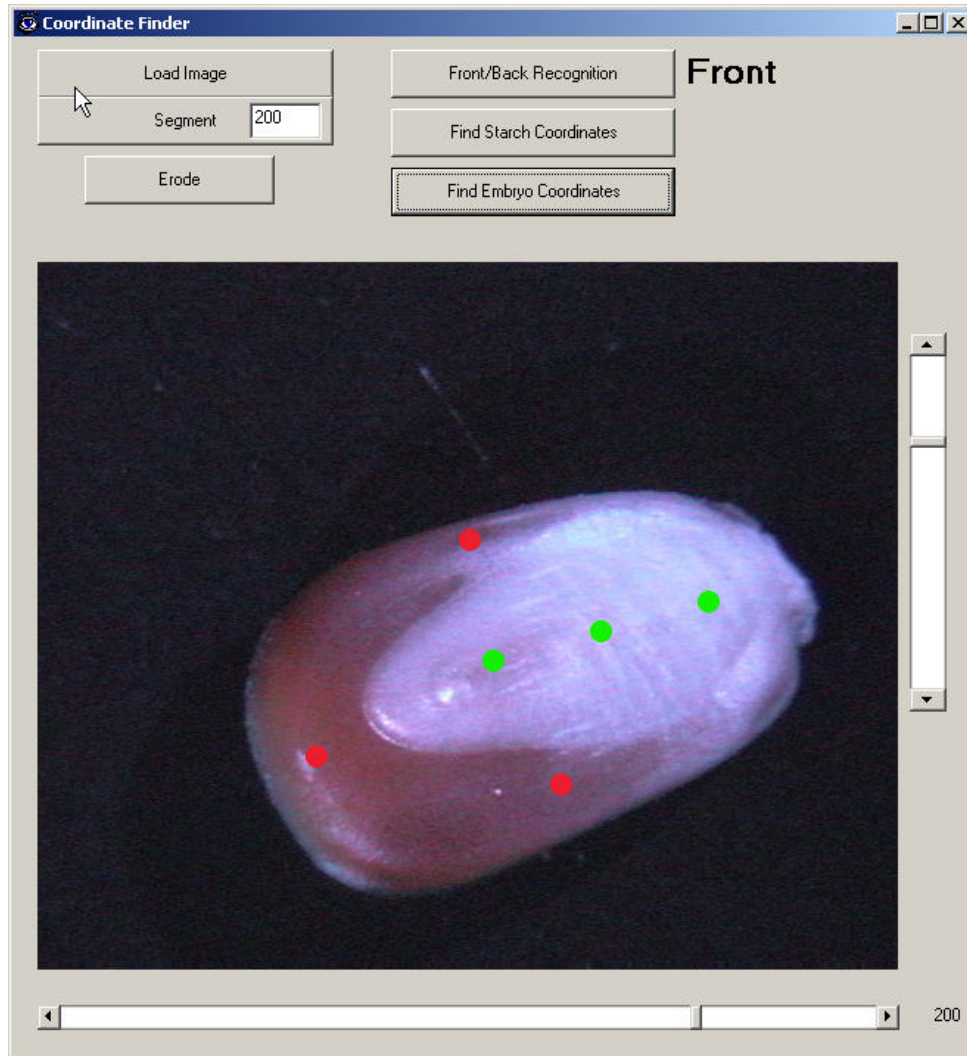 Coordinate Finder
Load Image
Segment 200
Erode
Front/Back Recognition
Find Starch Coordinates
Find Embryo Coordinates
Front
200